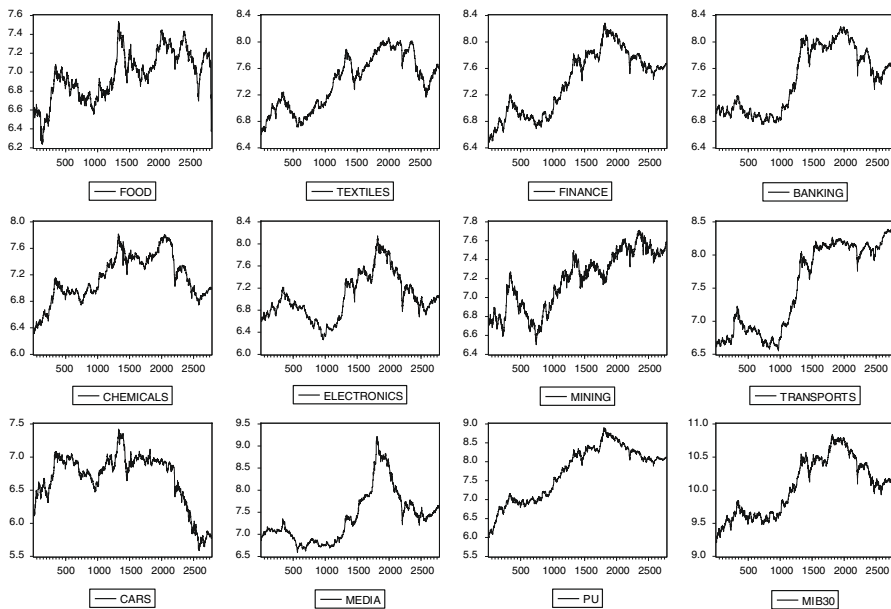 7.6 7.4 7.2 7.0 6.8 6.6 6.4 6.2
500 1000 1500 2000 2500
FOOD
8.4 8.0 7.6 7.2 6.8 6.4
500 1000 1500 2000 2500
TEXTILES
8.4 8.0 7.6 7.2 6.8 6.4
500 1000 1500 2000 2500
FINANCE
8.4 8.0 7.6 7.2 6.8 6.4
500 1000 1500 2000 2500
BANKING
8.0 7.6 7.2 6.8 6.4 6.0
500 1000 1500 2000 2500
CHEMICALS
8.4 8.0 7.6 7.2 6.8 6.4 6.0
500 1000 1500 2000 2500
ELECTRONICS
7.8 7.6 7.4 7.2 7.0 6.8 6.6 6.4
500 1000 1500 2000 2500
MINING
8.5 8.0 7.5 7.0 6.5
500 1000 1500 2000 2500
TRANSPORTS
7.5 7.0 6.5 6.0 5.5
500 1000 1500 2000 2500
CARS
9.5 9.0 8.5 8.0 7.5 7.0 6.5
500 1000 1500 2000 2500
MEDIA
9.0 8.5 8.0 7.5 7.0 6.5 6.0 5.5
500 1000 1500 2000 2500
PU
11.0 10.5 10.0 9.5 9.0
500 1000 1500 2000 2500
MIB30